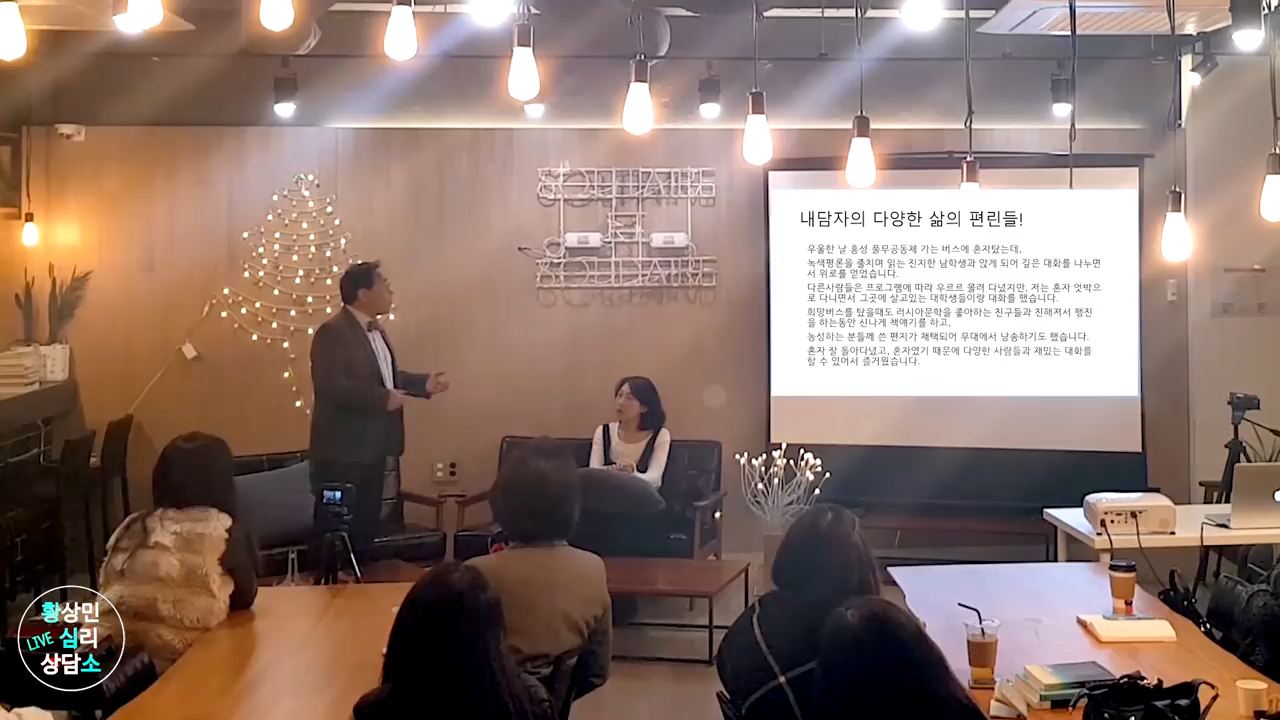 내담자의 다양한 삶의 편린들!
우울한 날 홍성 풀무공동체 가는 버스에 혼자탔는데,
녹색평론을 줄치며 읽는 진지한 남학생과 앉게 되어 깊은 대화를 나누면
서 위로를 얻었습니다.
다른사람들은 프로그램에 따라 우르르 몰려 다녔지만, 저는 혼자 엇박으
로 다니면서 그곳에 살고있는 대학생들이랑 대화를 했습니다.
희망버스를 탔을때도 러시아문학을 좋아하는 친구들과 친해져서 행진
을 하는동안 신나게 책얘기를 하고,
농성하는 분들께 쓴 편지가 채택되어 무대에서 낭송하기도 했습니다.
혼자 잘 돌아다녔고, 혼자였기 때문에 다양한 사람들과 재밌는 대화를
할 수 있어서 즐거웠습니다.
황상민
LIVE 심리
상담소